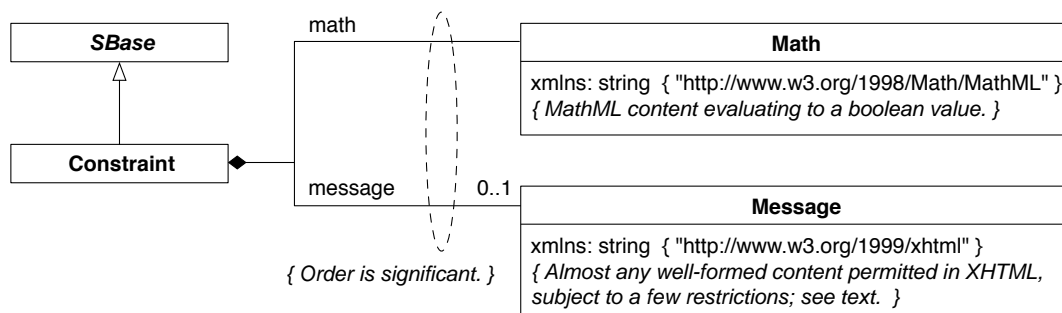 SBase
Constraint
math
message
0..1
{ Order is significant. }
Math
xmlns: string { "http://www.w3.org/1998/Math/MathML" }
{ MathML content evaluating to a boolean value. }
Message
xmlns: string { "http://www.w3.org/1999/xhtml" }
{ Almost any well-formed content permitted in XHTML,
subject to a few restrictions; see text. }